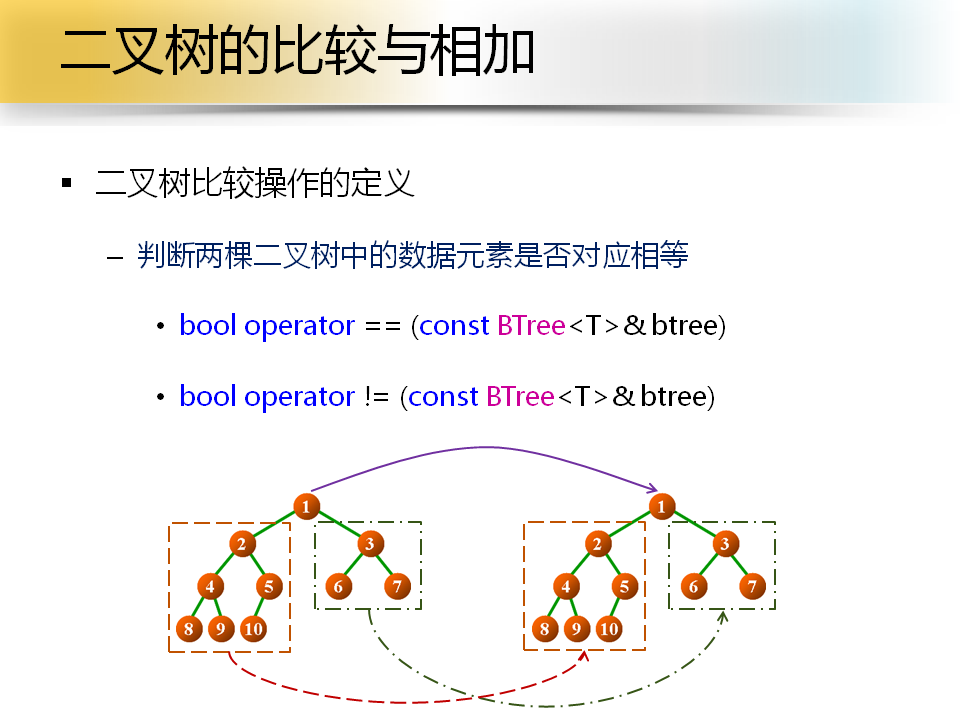 二叉树的比较与相加
▪ 二叉树比较操作的定义
– 判断两棵二叉树中的数据元素是否对应相等
• bool operator == (const BTree<T>& btree)
• bool operator != (const BTree<T>& btree)
1 1
2 3 2 3
4 5 6 7 4 5 6 7
8 9 10 8 9 10